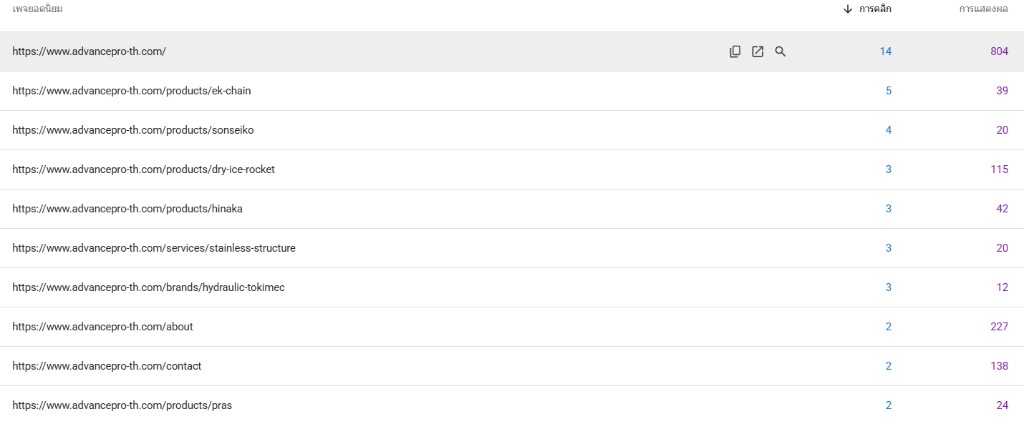 เพจยอดนิยม การคลิก การแสดงผล
https://www.advancepro-th.com/ 14 804
https://www.advancepro-th.com/products/ek-chain 5 39
https://www.advancepro-th.com/products/sonseiko 4 20
https://www.advancepro-th.com/products/dry-ice-rocket 3 115
https://www.advancepro-th.com/products/hinaka 3 42
https://www.advancepro-th.com/services/stainless-structure 3 20
https://www.advancepro-th.com/brands/hydraulic-tokimec 3 12
https://www.advancepro-th.com/about 2 227
https://www.advancepro-th.com/contact 2 138
https://www.advancepro-th.com/products/pras 2 24